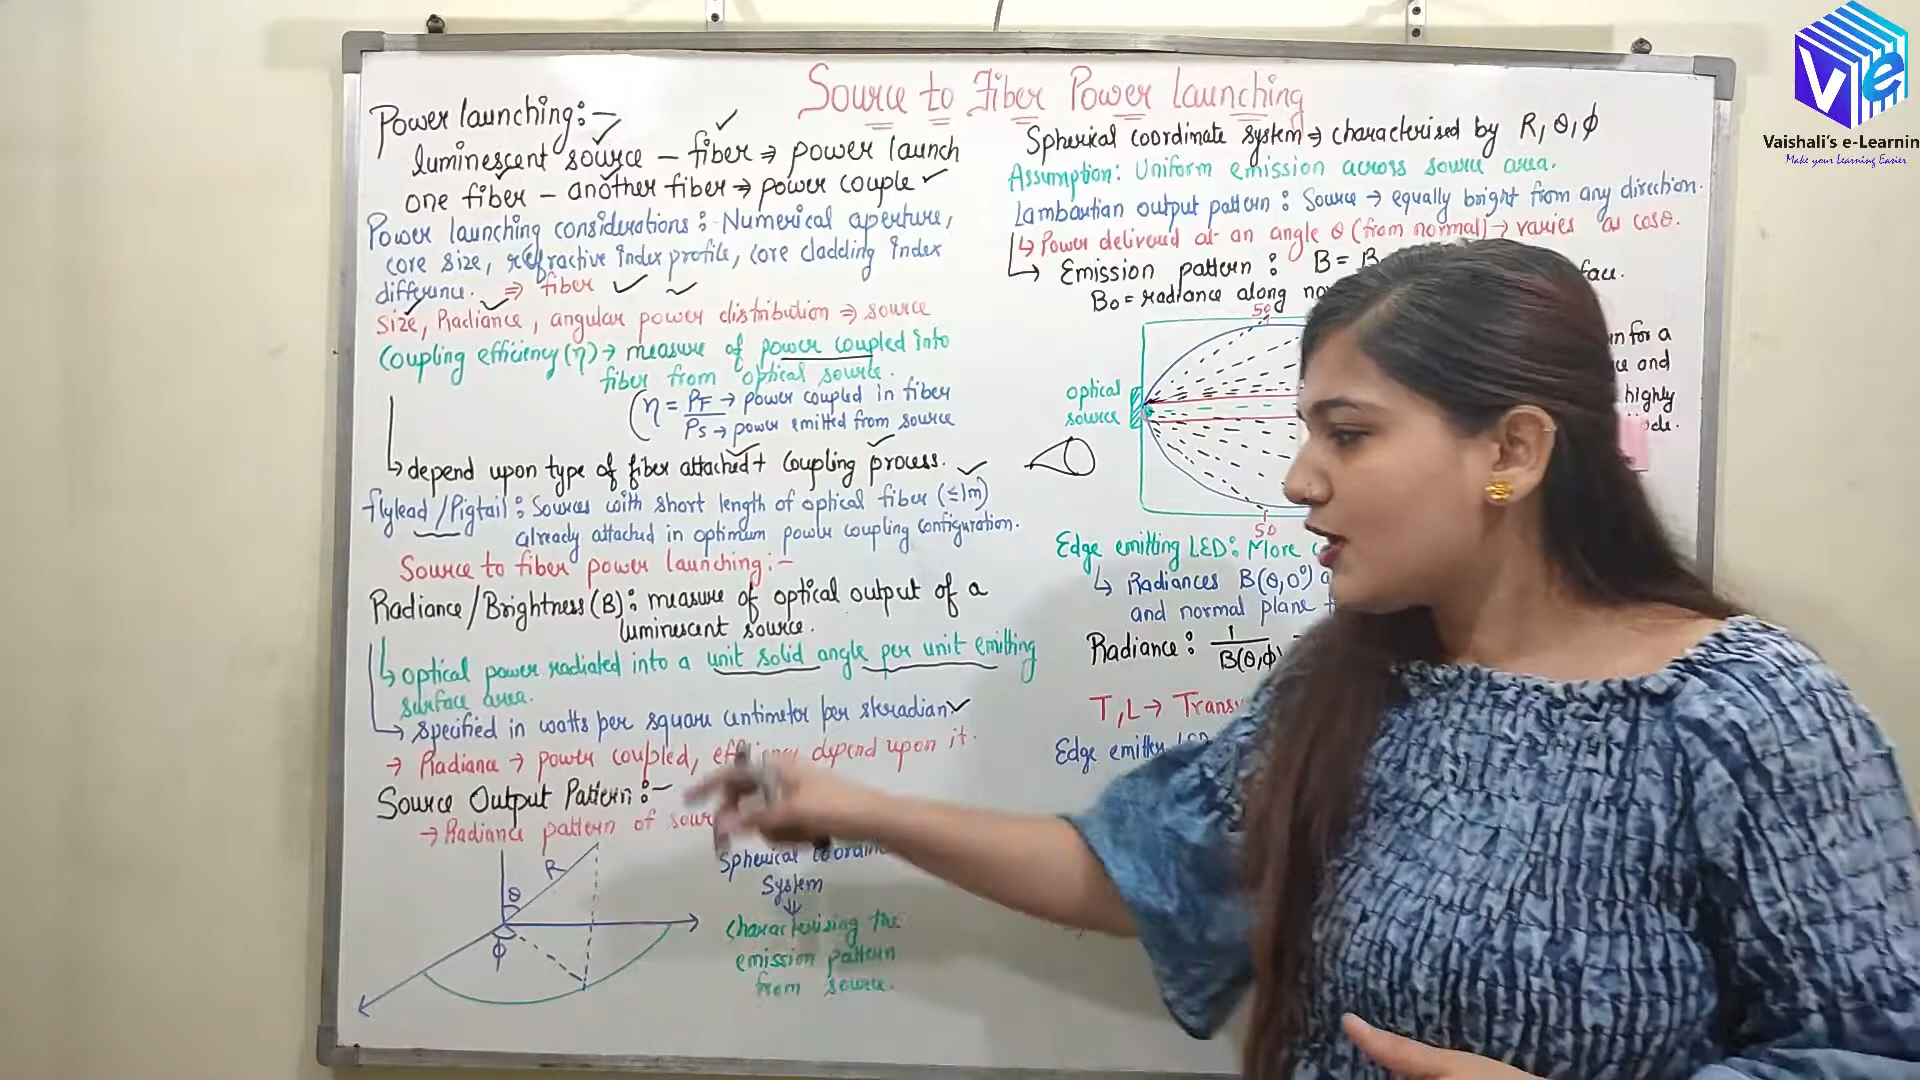 Source to Fiber Power Launching
Power launching:-
luminescent source - fiber ⇒ power launch
one fiber - another fiber ⇒ power couple
Power launching considerations: Numerical aperture,
core size, refractive index profile, core cladding index
difference. ⇒ fiber
Size, Radiance, angular power distribution ⇒ source
Coupling efficiency (η) → measure of power coupled into
fiber from optical source.
η = PF → power coupled in fiber
PS → power emitted from source
↳ depend upon type of fiber attached + coupling process.
flylead / Pigtail: Sources with short length of optical fiber (≤1m)
already attached in optimum power coupling configuration.
Source to fiber power launching:-
Radiance / Brightness (B): measure of optical output of a
luminescent source.
↳ optical power radiated into a unit solid angle per unit emitting
surface area.
↳ specified in watts per square centimeter per steradian
→ Radiance → power coupled, depend upon it.
Source Output Pattern:-
→ Radiance pattern of
R
θ
φ
Spherical
System
⇓
characterising the
emission pattern
from source.
Spherical coordinate system ⇒ characterised by R, θ, φ
Assumption: Uniform emission across source area.
Lambartian output pattern: Source → equally bright from any direction.
↳ Power delivered at an angle θ (from normal) → varies as cosθ.
↳ Emission pattern: B =
B0 = radiance along
50
optical
source
50
for a
and
highly
Edge emitting LED: More
↳ Radiances B(θ,0°)
and normal plane
Radiance: 1
B(θ,φ)
T, L →
Edge
Ve
Vaishali's e-Learnin
Make your Learning Easier